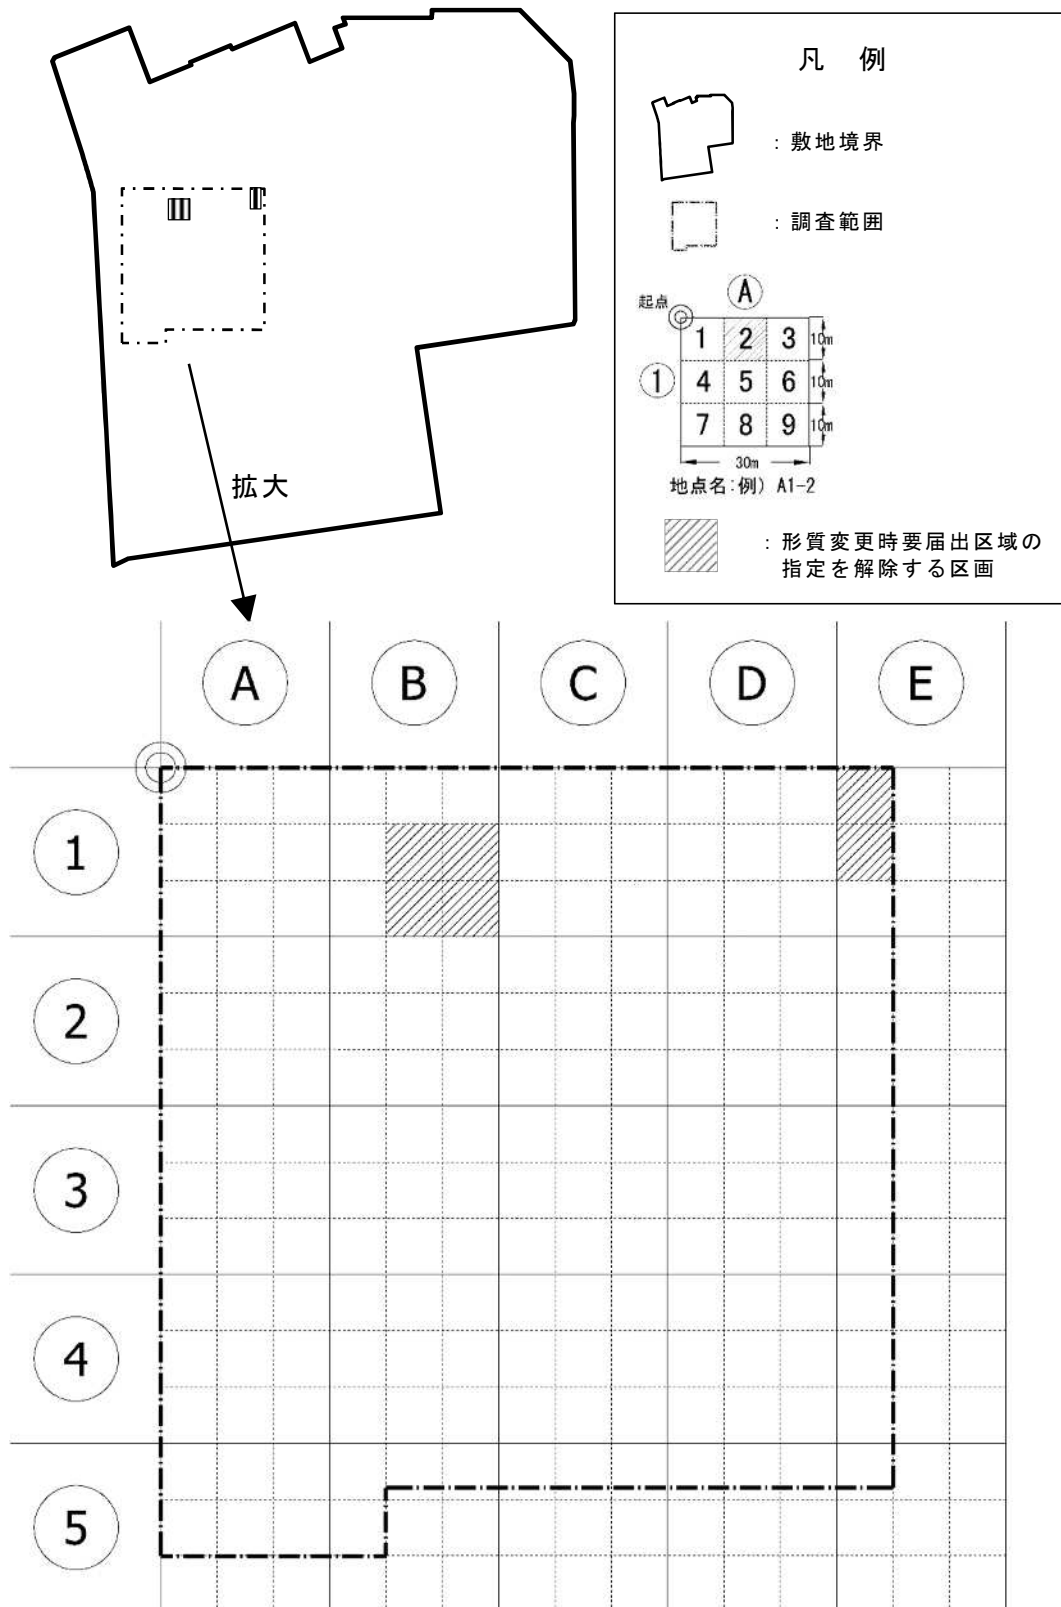 凡 例
：敷地境界
：調査範囲
起点
A
1 2 3 10m
1 4 5 6 10m
7 8 9 10m
30m
地点名:例) A1-2
：形質変更時要届出区域の
指定を解除する区画
拡大
A B C D E
1
2
3
4
5